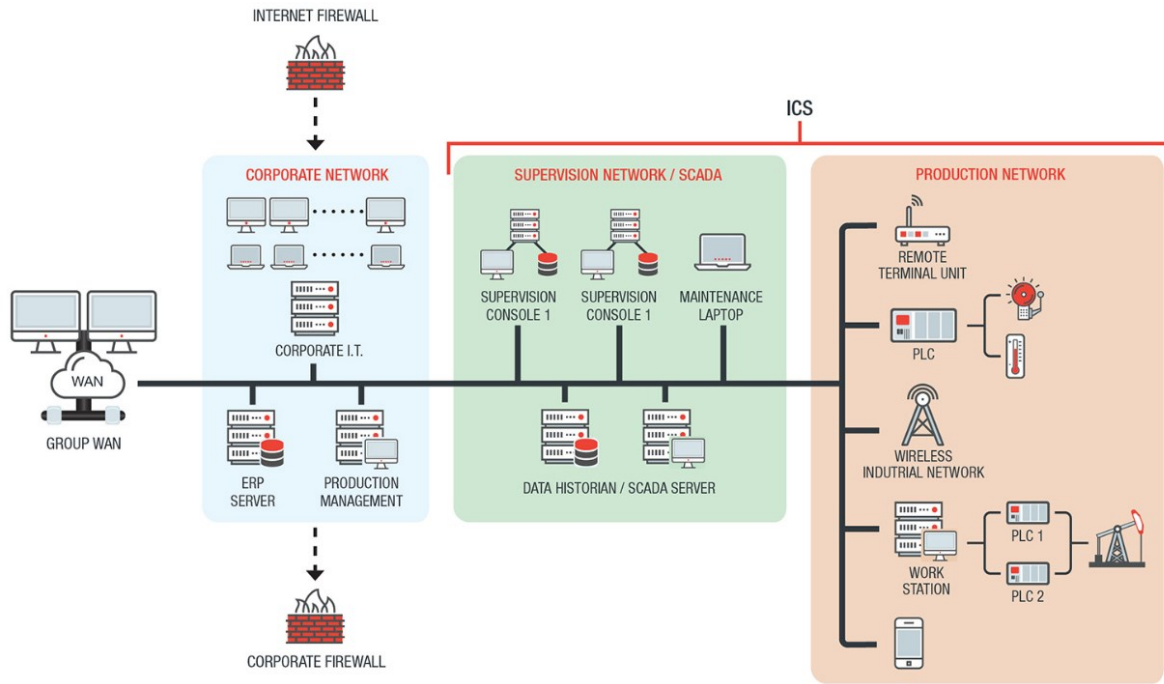 INTERNET FIREWALL
ICS
CORPORATE NETWORK
SUPERVISION NETWORK / SCADA
PRODUCTION NETWORK
REMOTE
TERMINAL UNIT
SUPERVISION
CONSOLE 1
SUPERVISION
CONSOLE 1
MAINTENANCE
LAPTOP
CORPORATE I.T.
PLC
WAN
GROUP WAN
WIRELESS
INDUTRIAL NETWORK
ERP
SERVER
PRODUCTION
MANAGEMENT
DATA HISTORIAN / SCADA SERVER
PLC 1
WORK
STATION
PLC 2
CORPORATE FIREWALL